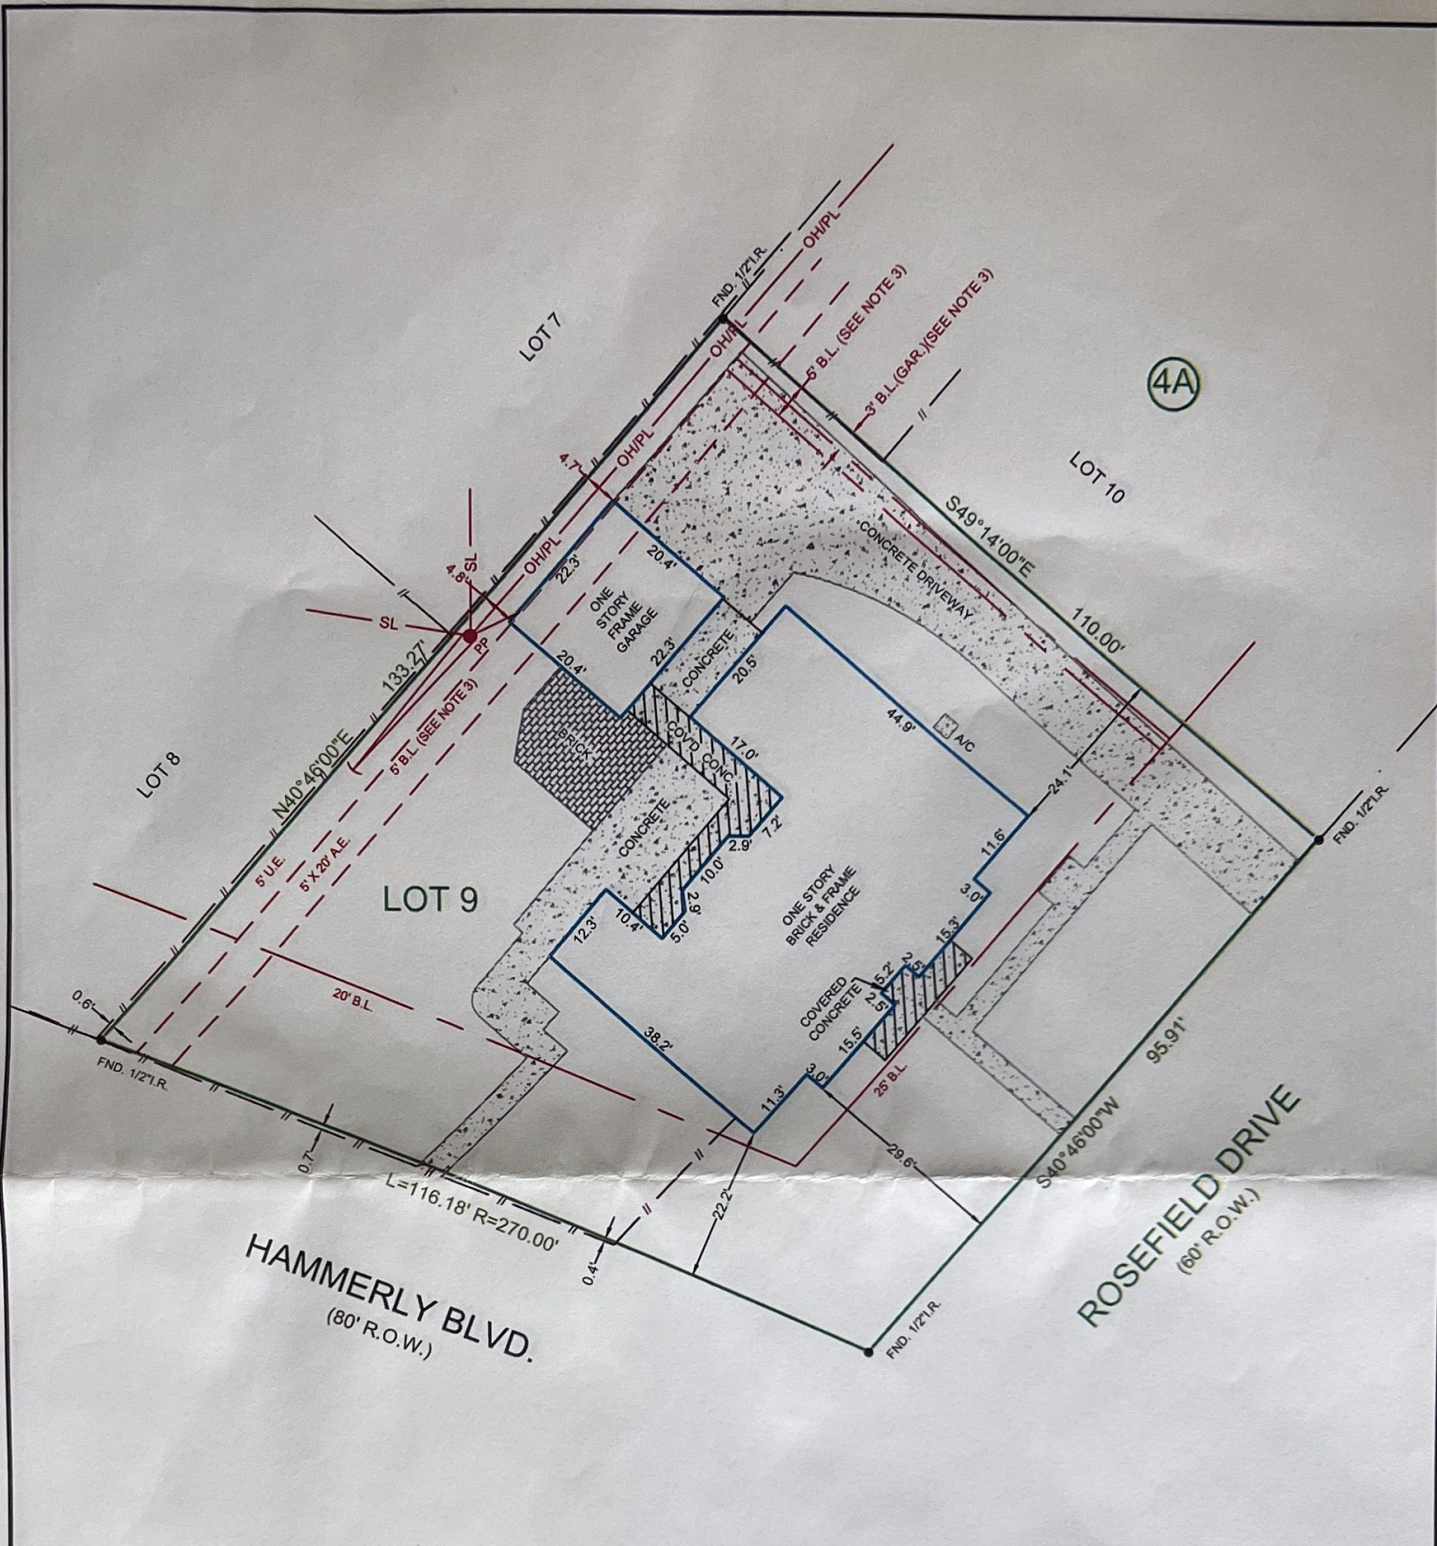 FND. 1/2"I.R.
OH/PL
5' B.L. (SEE NOTE 3)
3' B.L.(GAR.)(SEE NOTE 3)
LOT 7
OH/PL
4A
LOT 10
4.7'
OH/PL
S49°14'00"E
110.00'
CONCRETE DRIVEWAY
SL
4.8'
OH/PL
22.3'
20.4'
ONE
STORY
FRAME
GARAGE
SL
PP
20.4'
22.3'
CONCRETE
20.5'
133.27'
N40°46'00"E
5' B.L. (SEE NOTE 3)
LOT 8
BRICK
COV'D. CONC.
17.0'
44.9'
A/C
24.1'
FND. 1/2"I.R.
CONCRETE
7.2'
2.9'
10.0'
2.9'
5.0'
10.4'
12.3'
11.6'
3.0'
15.3'
ONE STORY
BRICK & FRAME
RESIDENCE
5' U.E.
5' X 20' A.E.
LOT 9
COVERED
CONCRETE
5.2'
2.5'
2.5'
15.5'
3.0'
11.3'
38.2'
20' B.L.
25' B.L.
0.6'
FND. 1/2"I.R.
95.91'
S40°46'00"W
29.6'
22.2'
0.7'
L=116.18' R=270.00'
0.4'
HAMMERLY BLVD.
(80' R.O.W.)
ROSEFIELD DRIVE
(60' R.O.W.)
FND. 1/2"I.R.